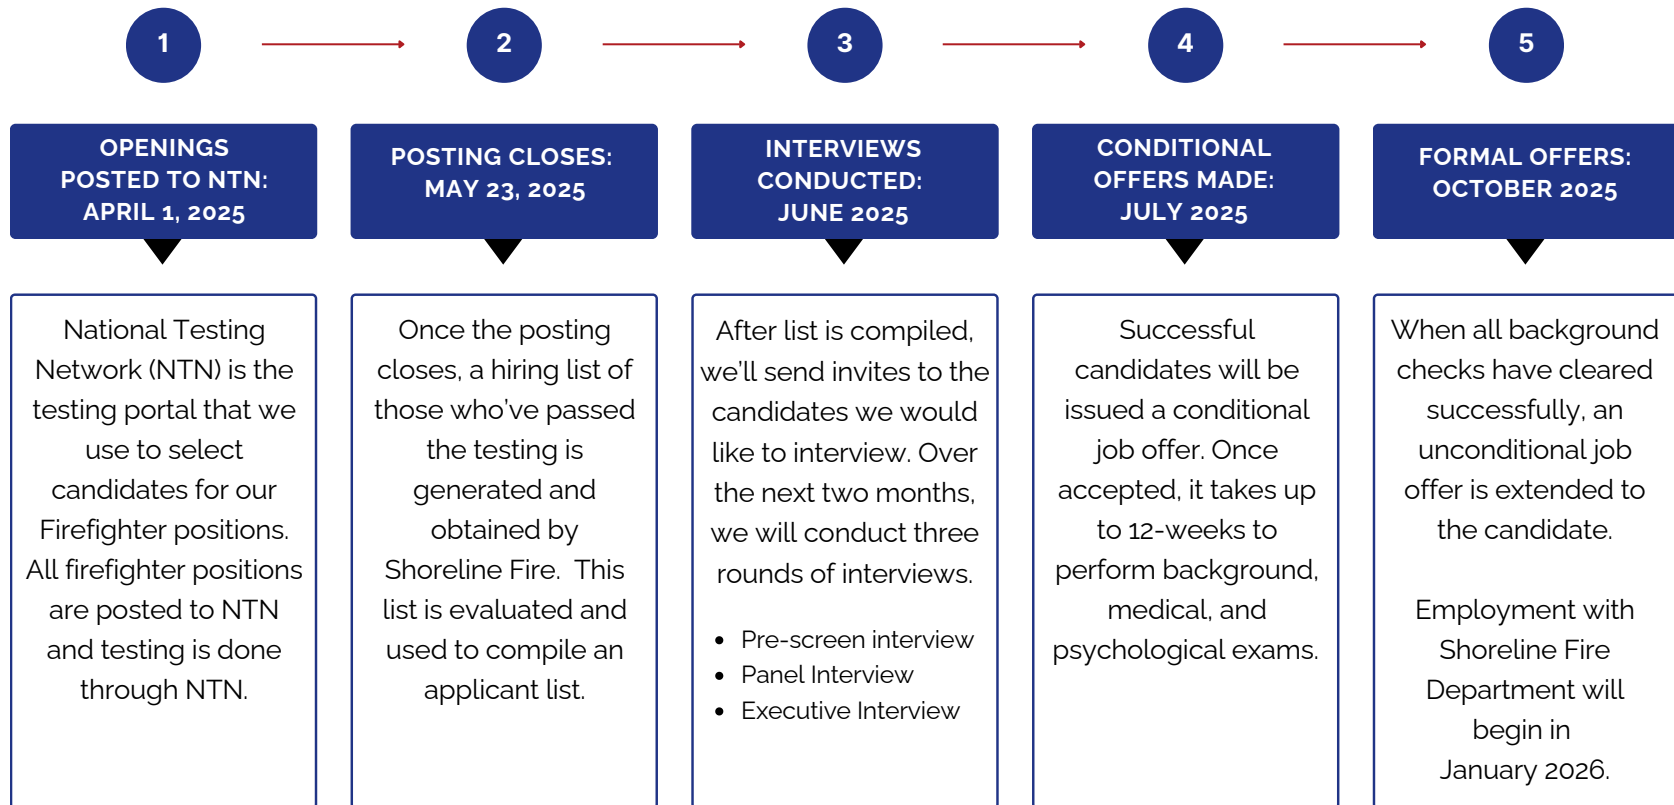 1
2
3
4
5
OPENINGS
POSTED TO NTN:
APRIL 1, 2025
POSTING CLOSES:
MAY 23, 2025
INTERVIEWS
CONDUCTED:
JUNE 2025
CONDITIONAL
OFFERS MADE:
JULY 2025
FORMAL OFFERS:
OCTOBER 2025
National Testing
Network (NTN) is the
testing portal that we
use to select
candidates for our
Firefighter positions.
All firefighter positions
are posted to NTN
and testing is done
through NTN.
Once the posting
closes, a hiring list of
those who've passed
the testing is
generated and
obtained by
Shoreline Fire.  This
list is evaluated and
used to compile an
applicant list.
After list is compiled,
we'll send invites to the
candidates we would
like to interview. Over
the next two months,
we will conduct three
rounds of interviews.
• Pre-screen interview
• Panel Interview
• Executive Interview
Successful
candidates will be
issued a conditional
job offer. Once
accepted, it takes up
to 12-weeks to
perform background,
medical, and
psychological exams.
When all background
checks have cleared
successfully, an
unconditional job
offer is extended to
the candidate.
Employment with
Shoreline Fire
Department will
begin in
January 2026.